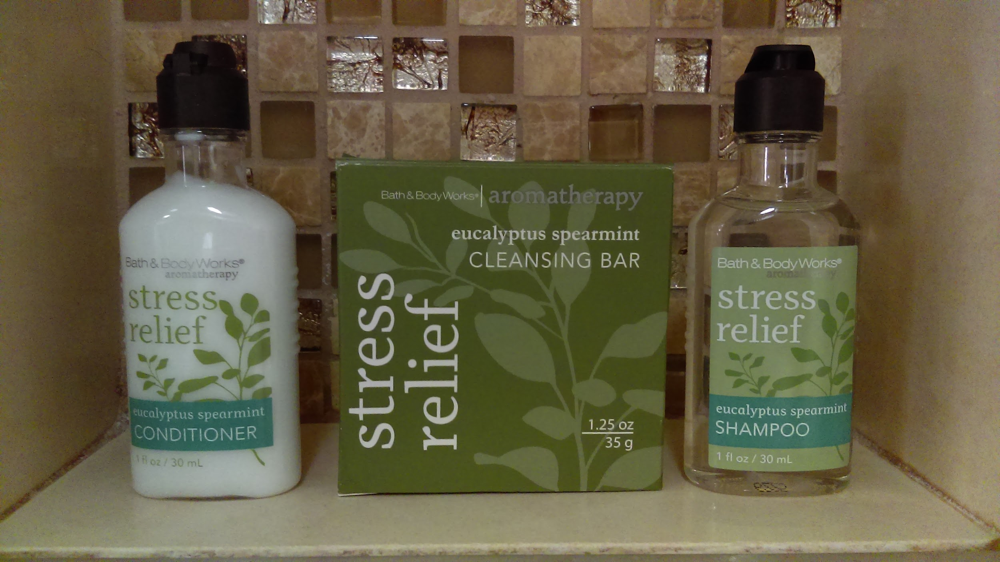 Bath & Body Works®
aromatherapy
stress
relief
eucalyptus spearmint
CONDITIONER
1 fl oz / 30 mL
Bath & Body Works® | aromatherapy
eucalyptus spearmint
CLEANSING BAR
stress
relief
1.25 oz
35 g
Bath & Body Works®
aromatherapy
stress
relief
eucalyptus spearmint
SHAMPOO
1 fl oz / 30 mL